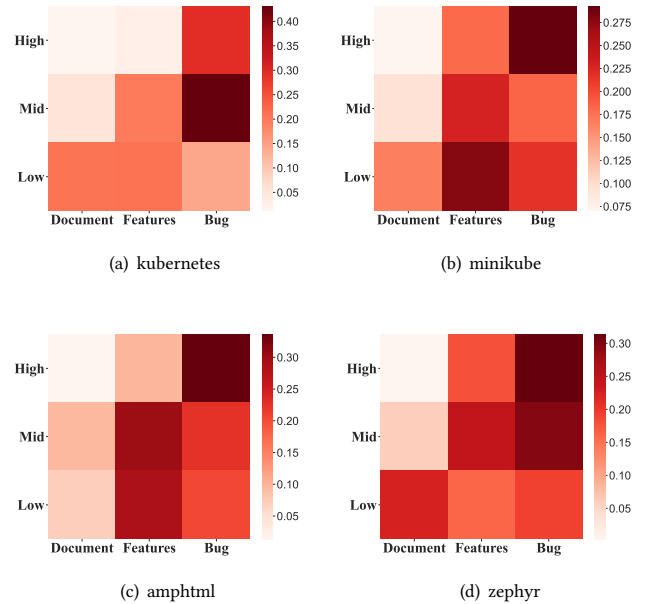 High
Mid
Low
Document Features Bug
0.40
0.35
0.30
0.25
0.20
0.15
0.10
0.05
(a) kubernetes
High
Mid
Low
Document Features Bug
0.275
0.250
0.225
0.200
0.175
0.150
0.125
0.100
0.075
(b) minikube
High
Mid
Low
Document Features Bug
0.30
0.25
0.20
0.15
0.10
0.05
(c) amphtml
High
Mid
Low
Document Features Bug
0.30
0.25
0.20
0.15
0.10
0.05
(d) zephyr